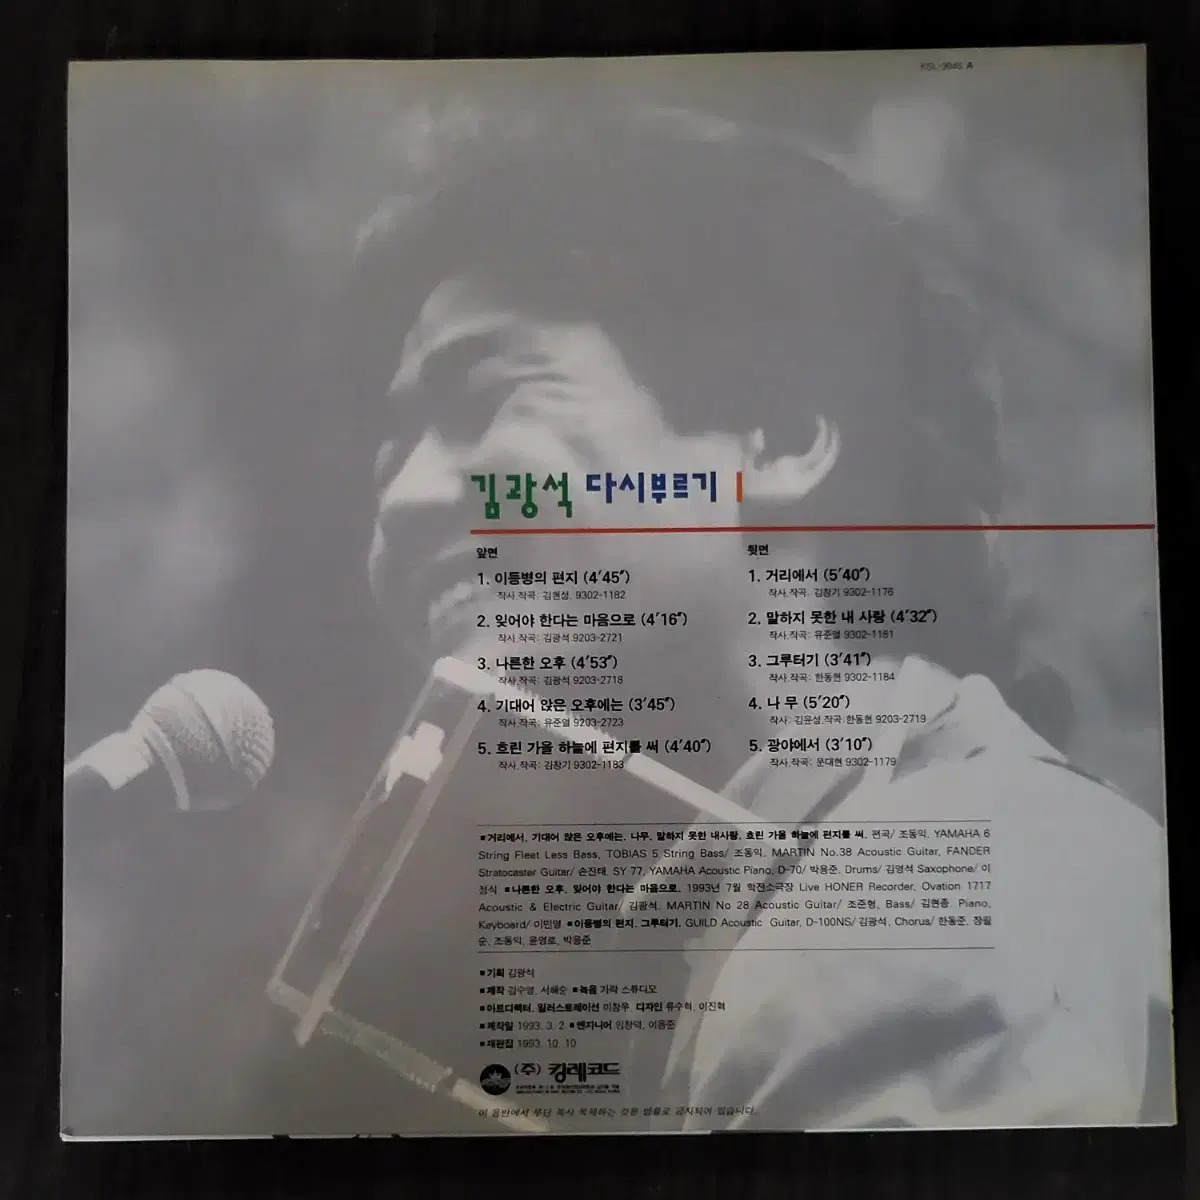 KSL-3045 A
김광석 다시부르기 I
앞면
1. 이등병의 편지 (4'45")
작사.작곡: 김현성. 9302-1182
2. 잊어야 한다는 마음으로 (4'16")
작사.작곡: 김광석 9203-2721
3. 나른한 오후 (4'53")
작사.작곡: 김광석 9203-2718
4. 기대어 앉은 오후에는 (3'45")
작사.작곡: 유준열 9203-2723
5. 흐린 가을 하늘에 편지를 써 (4'40")
작사.작곡: 김창기 9302-1183
뒷면
1. 거리에서 (5'40")
작사.작곡: 김창기 9302-1176
2. 말하지 못한 내 사랑 (4'32")
작사.작곡: 유준열 9302-1181
3. 그루터기 (3'41")
작사.작곡: 한동현 9302-1184
4. 나 무 (5'20")
작사: 김윤성.작곡:한동현 9203-2719
5. 광야에서 (3'10")
작사.작곡: 문대현 9302-1179
■거리에서, 기대어 앉은 오후에는, 나무, 말하지 못한 내사랑, 흐린 가을 하늘에 편지를 써, 편곡/ 조동익, YAMAHA 6
String Fleet Less Bass, TOBIAS 5 String Bass/ 조동익, MARTIN No.38 Acoustic Guitar, FANDER
Stratocaster Guitar/ 손진태, SY 77, YAMAHA Acoustic Piano, D-70/ 박용준, Drums/ 김영석 Saxophone/ 이
정식 ■나른한 오후, 잊어야 한다는 마음으로, 1993년 7월 학전소극장 Live HONER Recorder, Ovation 1717
Acoustic & Electric Guitar/ 김광석, MARTIN No 28 Acoustic Guitar/ 조준형, Bass/ 김현종, Piano,
Keyboard/ 이민영 ■이등병의 편지, 그루터기, GUILD Acoustic Guitar, D-100NS/ 김광석, Chorus/ 한동준, 장필
순, 조동익, 윤영로, 박용준
■기획 김광석
■제작 김수영, 서해순 ■녹음 가락 스튜디오
■아트디렉터, 일러스트레이션 이창우, 디자인 류수혁, 이진혁
■제작일 1993. 3. 2 ■엔지니어 임창덕, 이용준
■재편집 1993. 10. 10
(주) 킹레코드
이 음반에서 무단 복사 복제하는 것은 법률로 금지되어 있습니다.